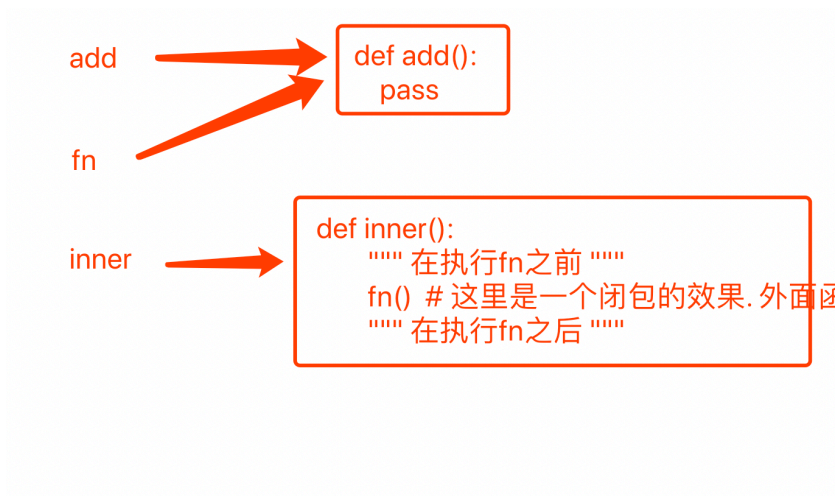 add
def add():
pass
fn
inner
def inner():
""" 在执行fn之前 """
fn() # 这里是一个闭包的效果. 外面
""" 在执行fn之后 """